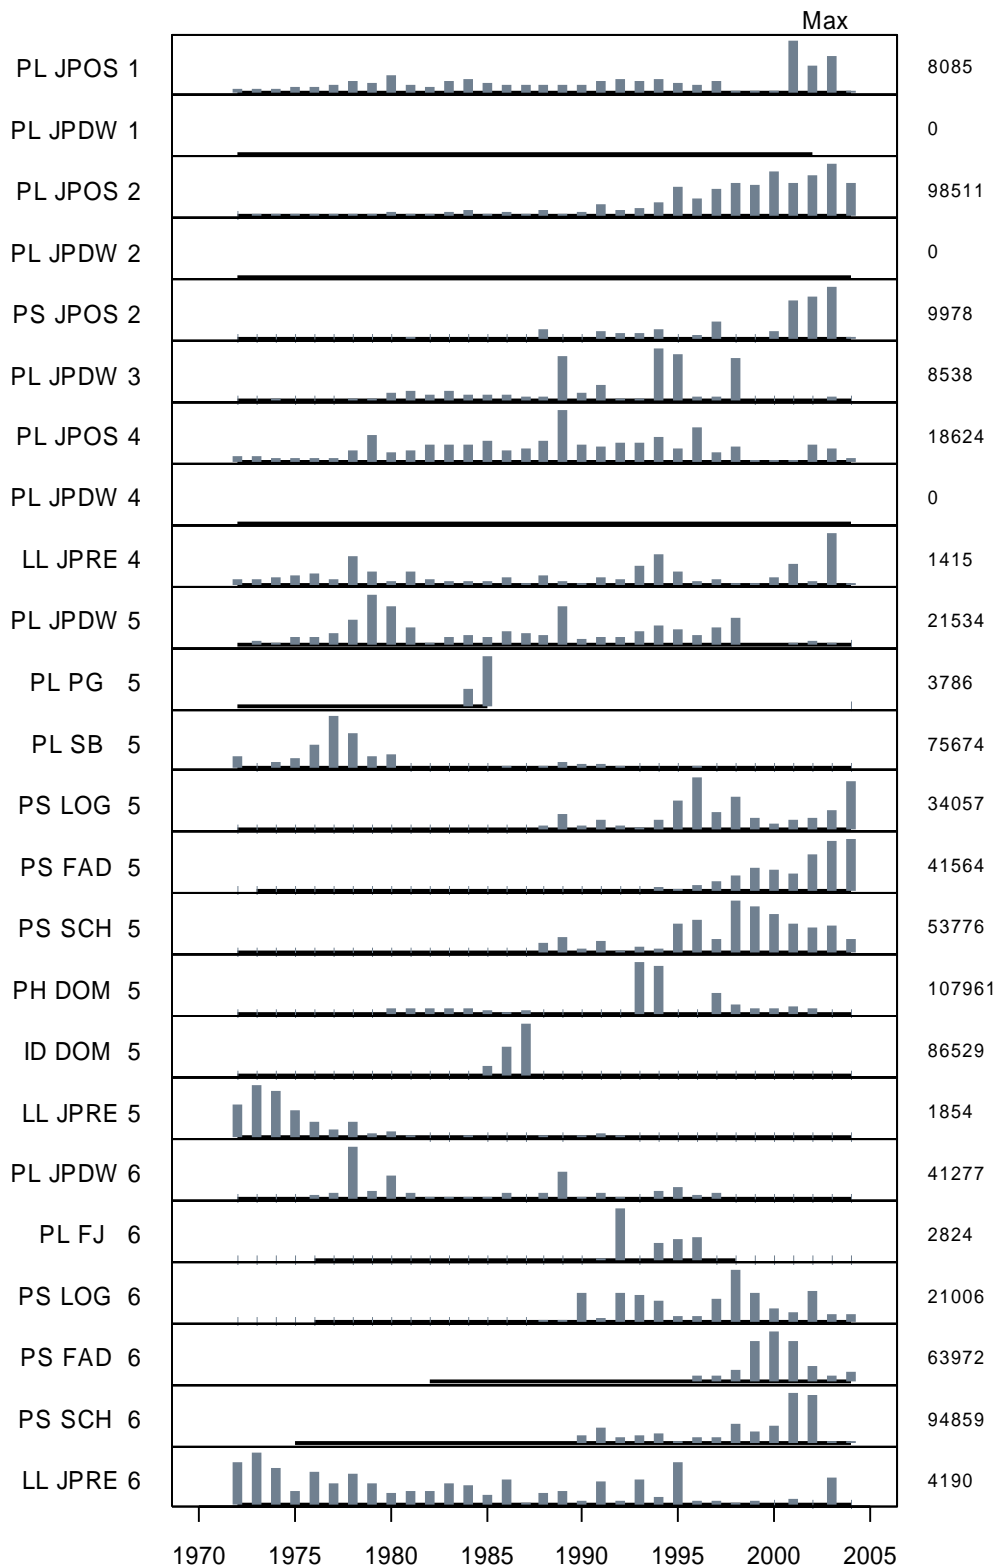 Max
PL JPOS 1 8085
PL JPDW 1 0
PL JPOS 2 98511
PL JPDW 2 0
PS JPOS 2 9978
PL JPDW 3 8538
PL JPOS 4 18624
PL JPDW 4 0
LL JPRE 4 1415
PL JPDW 5 21534
PL PG 5 3786
PL SB 5 75674
PS LOG 5 34057
PS FAD 5 41564
PS SCH 5 53776
PH DOM 5 107961
ID DOM 5 86529
LL JPRE 5 1854
PL JPDW 6 41277
PL FJ 6 2824
PS LOG 6 21006
PS FAD 6 63972
PS SCH 6 94859
LL JPRE 6 4190
1970 1975 1980 1985 1990 1995 2000 2005